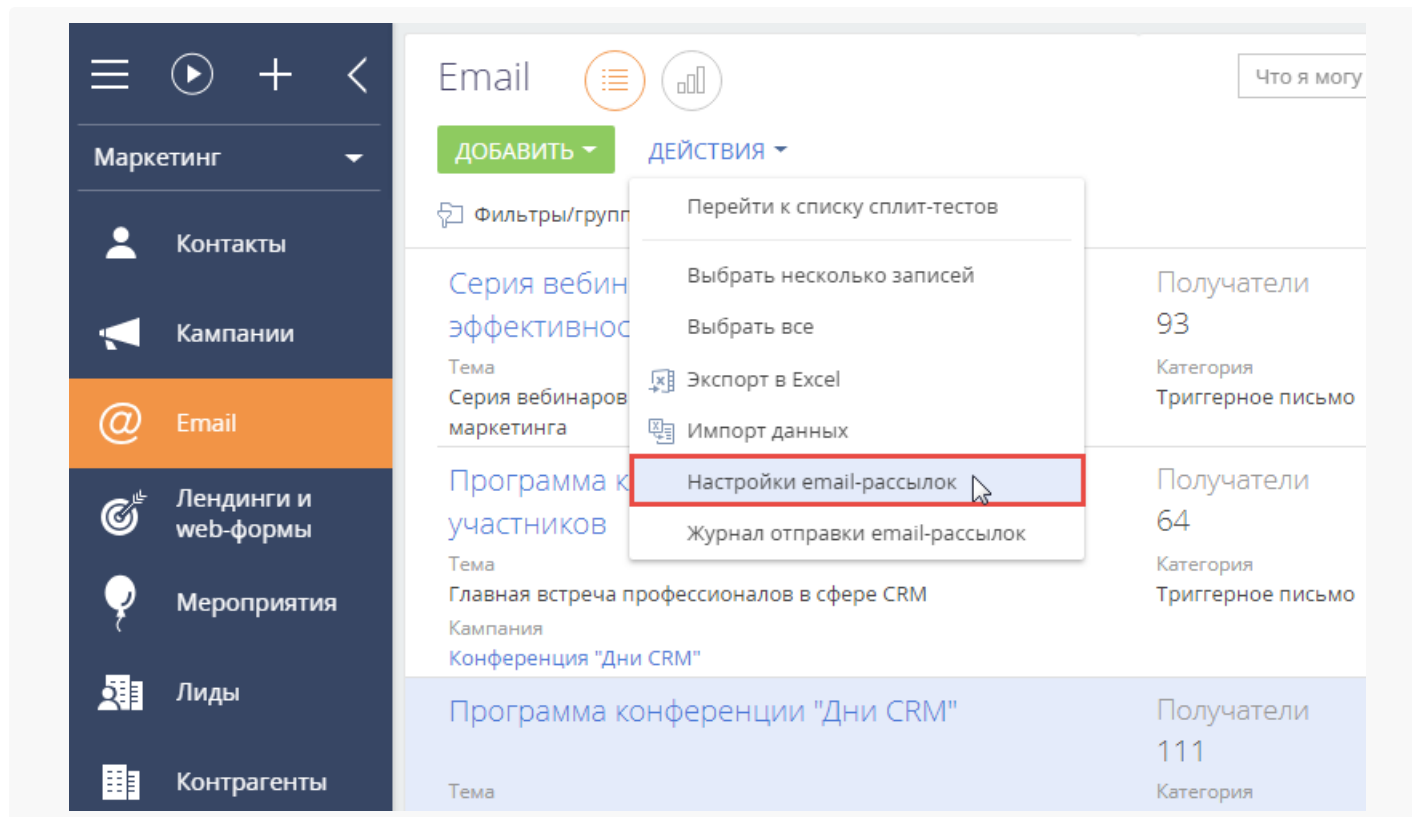 Маркетинг
Контакты
Кампании
Email
Лендинги и
web-формы
Мероприятия
Лиды
Контрагенты
Email
Что я могу
ДОБАВИТЬ
ДЕЙСТВИЯ
Фильтры/групп
Перейти к списку сплит-тестов
Выбрать несколько записей
Выбрать все
Экспорт в Excel
Импорт данных
Настройки email-рассылок
Журнал отправки email-рассылок
Серия вебин
эффективнос
Тема
Серия вебинаров
маркетинга
Получатели
93
Категория
Триггерное письмо
Программа к
участников
Тема
Главная встреча профессионалов в сфере CRM
Кампания
Конференция "Дни CRM"
Получатели
64
Категория
Триггерное письмо
Программа конференции "Дни CRM"
Тема
Получатели
111
Категория